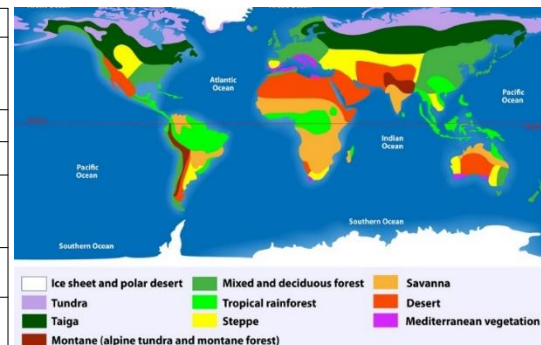 Atlantic
Ocean
Pacific
Ocean
Indian
Ocean
Pacific
Ocean
Southern Ocean
Southern Ocean
Ice sheet and polar desert
Mixed and deciduous forest
Savanna
Tundra
Tropical rainforest
Desert
Taiga
Steppe
Mediterranean vegetation
Montane (alpine tundra and montane forest)